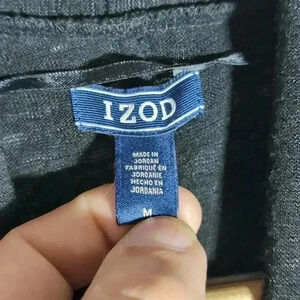 IZOD
MADE IN
JORDAN
FABRIQUÉ EN
JORDANIE
HECHO EN
JORDANIA
M